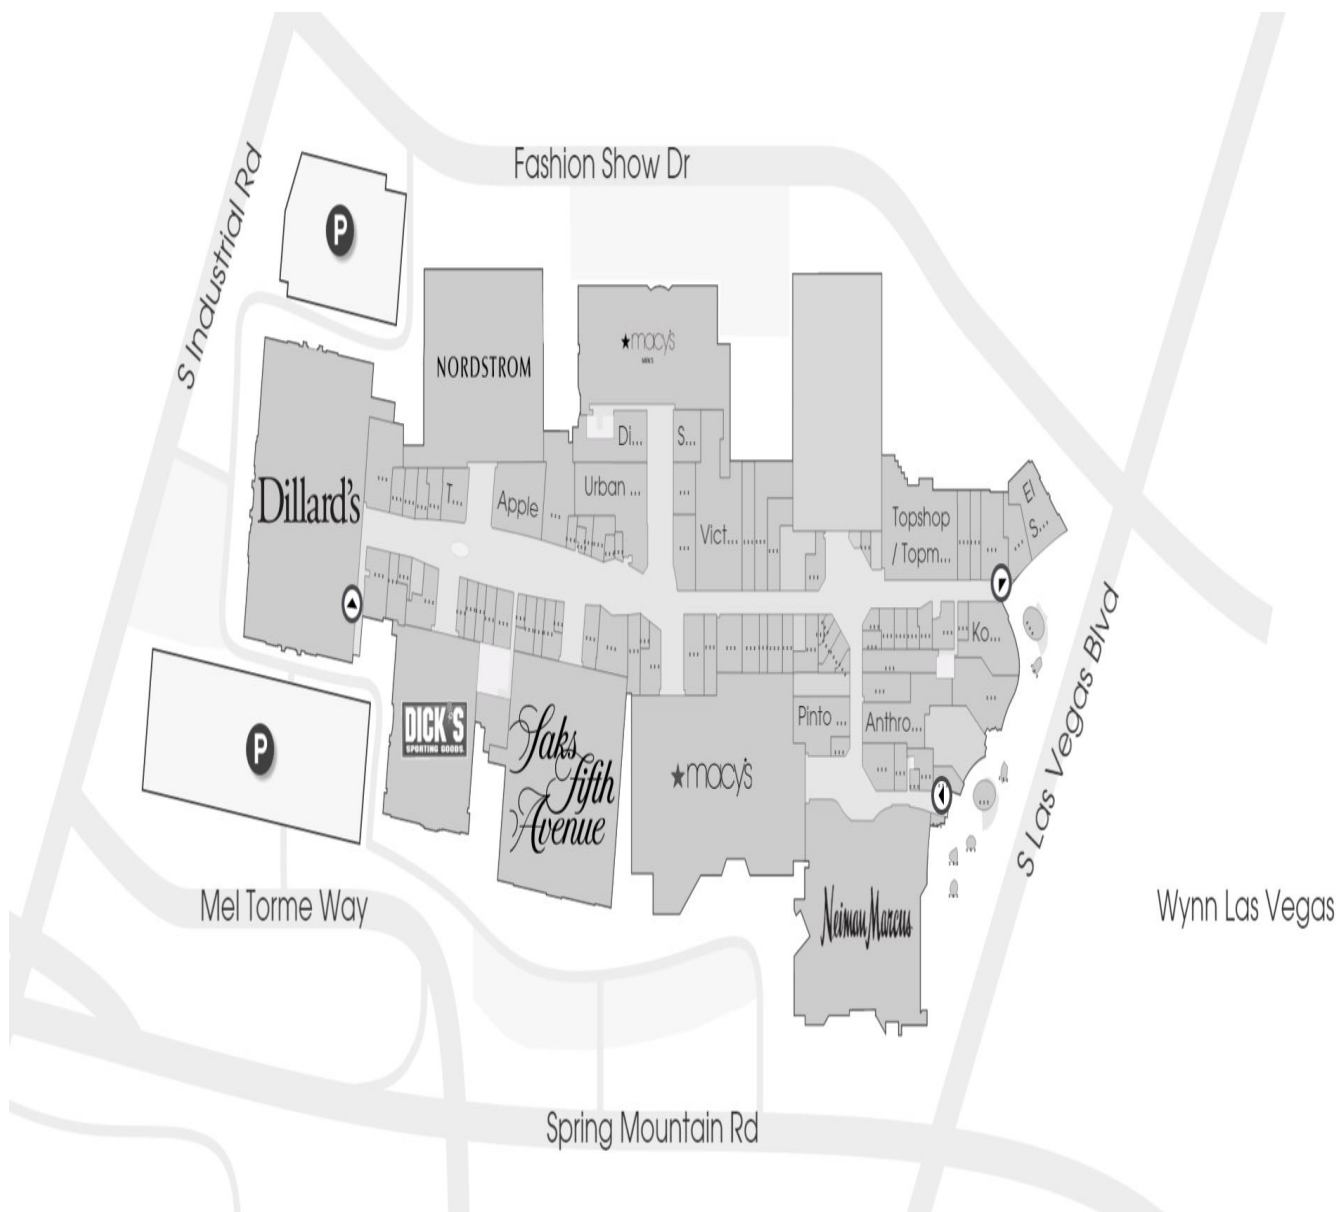 Fashion Show Dr
S Industrial Rd
P
macy's
MEN'S
NORDSTROM
Di...
S...
El
S...
Dillard's
T...
Apple
Urban ...
Vict...
Topshop
/ Topm...
Ko...
S Las Vegas Blvd
P
DICK'S
SPORTING GOODS
Saks
fifth
Avenue
macy's
Pinto ...
Anthro...
Mel Torme Way
Neiman Marcus
Wynn Las Vegas
Spring Mountain Rd